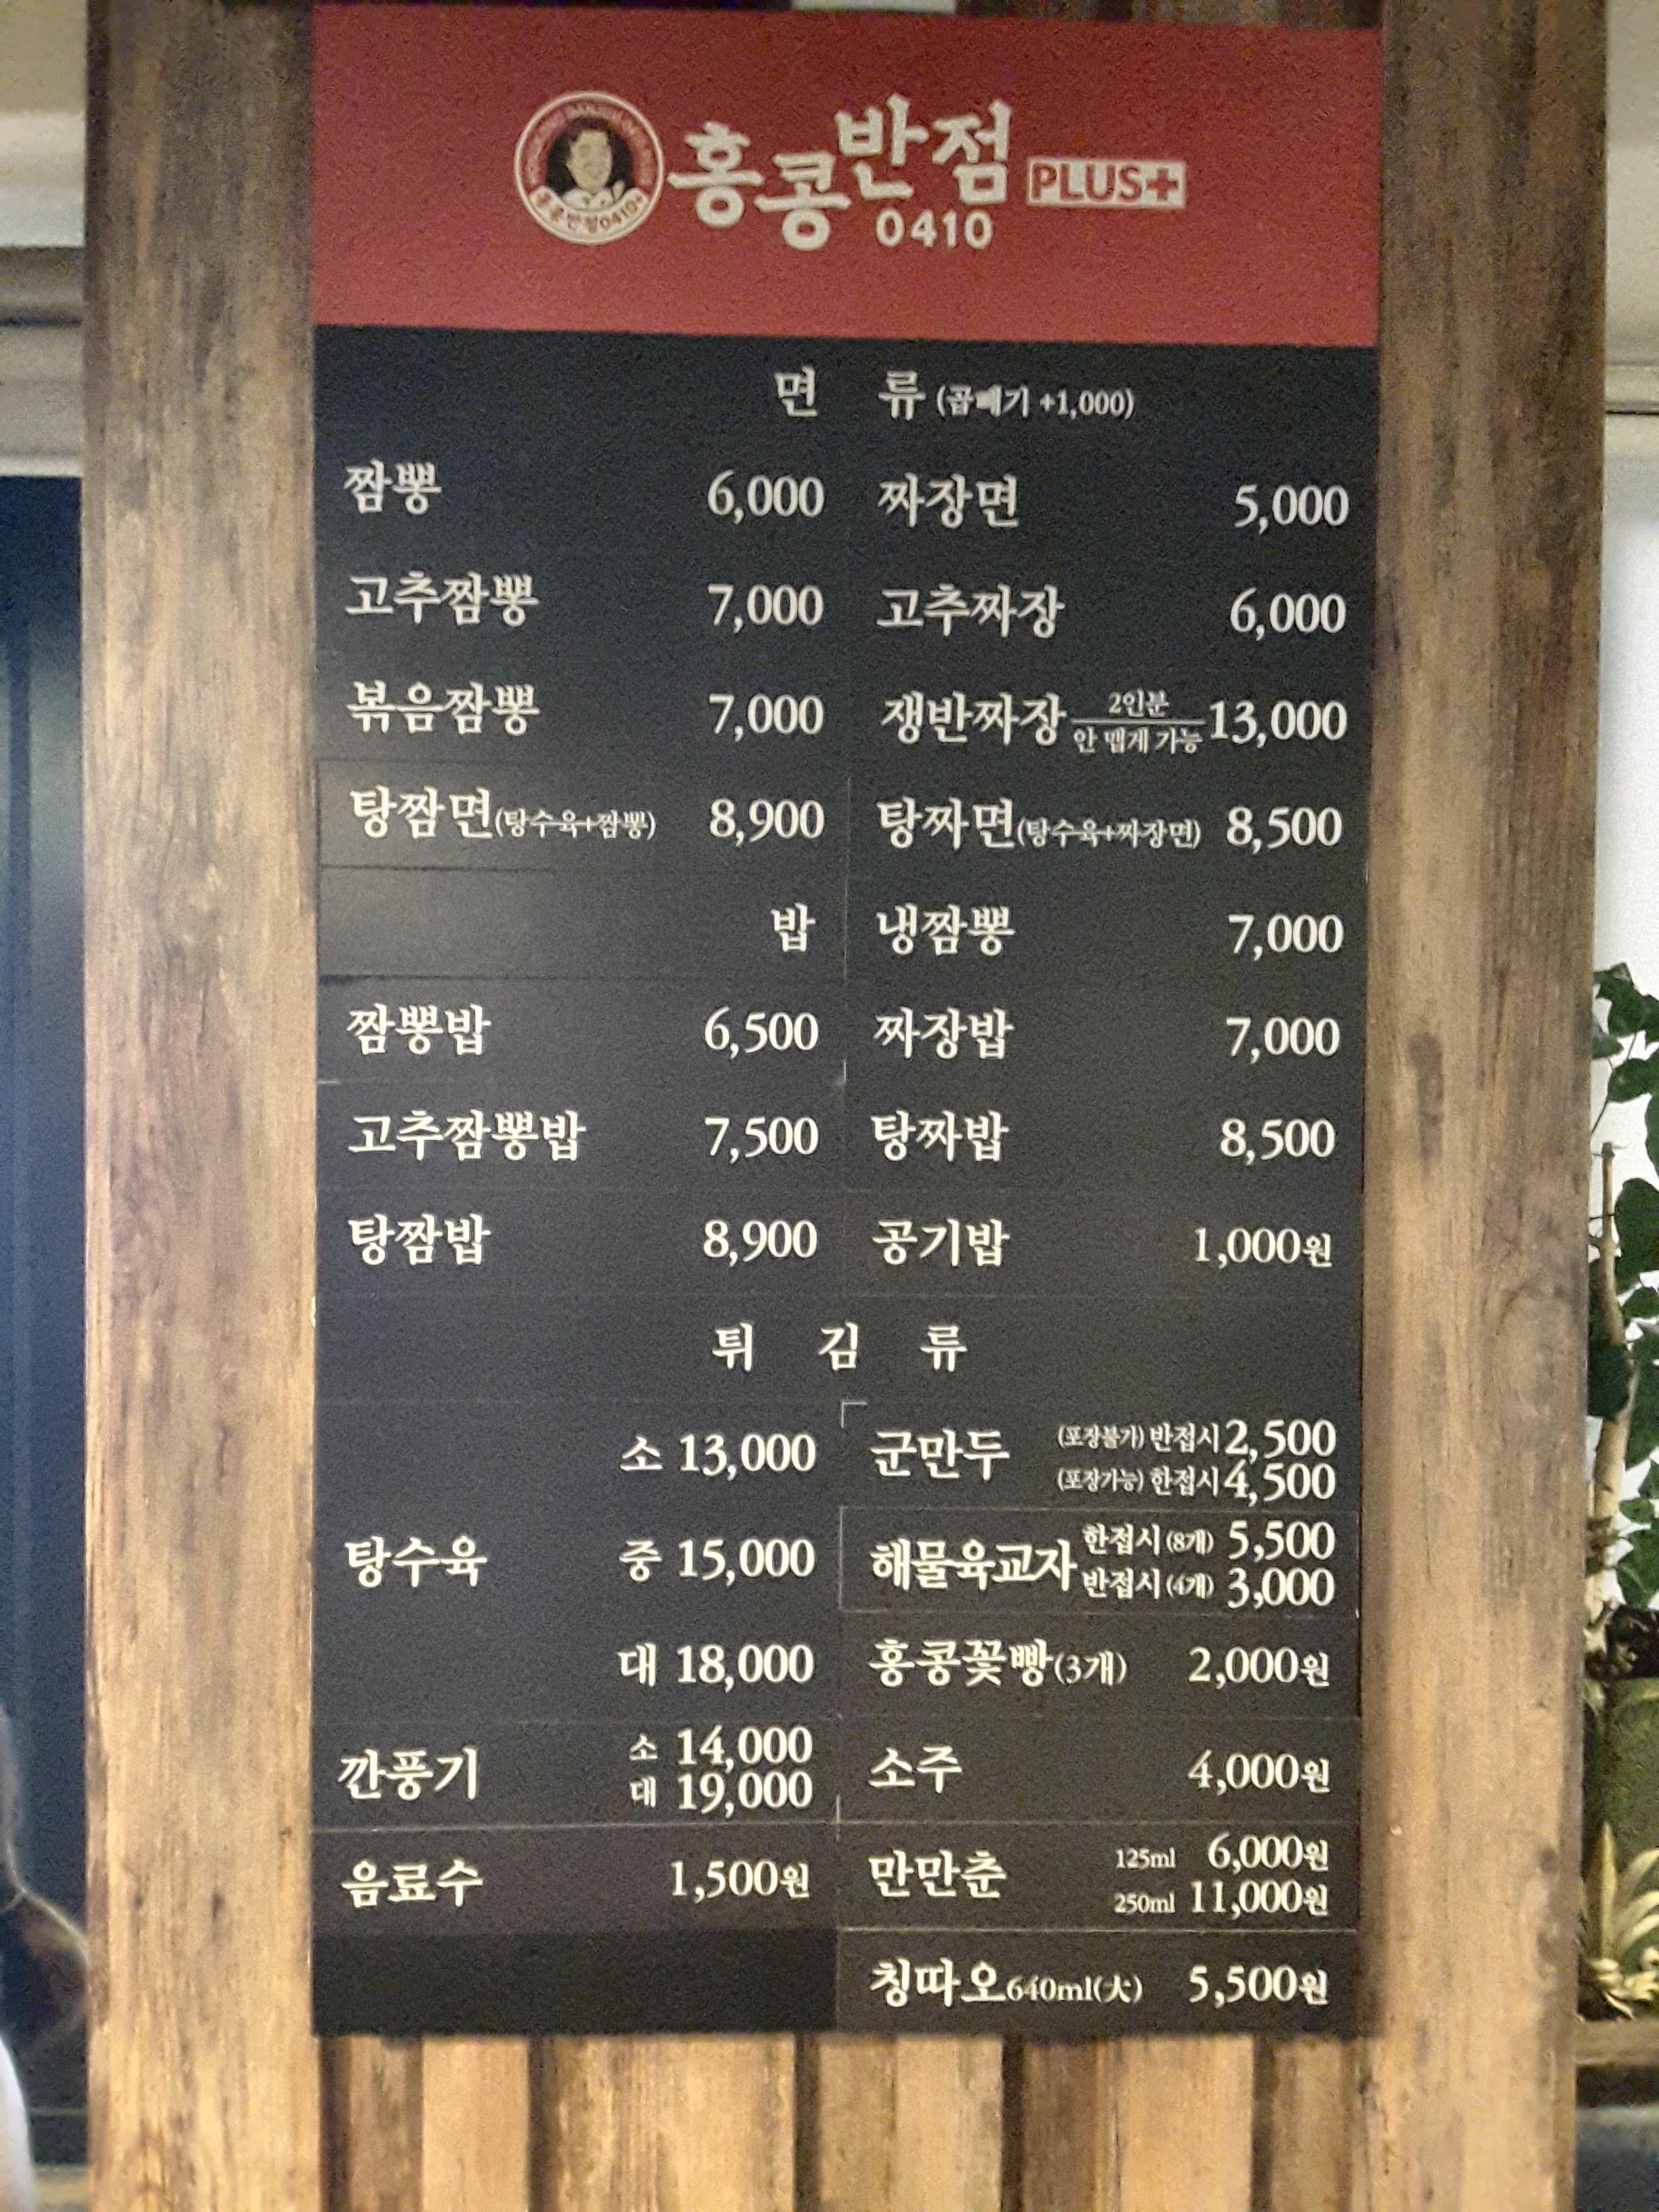 홍콩반점 PLUS+
0410
홍콩반점0410+
면 류 (곱빼기 +1,000)
짬뽕 6,000 짜장면 5,000
고추짬뽕 7,000 고추짜장 6,000
볶음짬뽕 7,000 쟁반짜장 2인분 안 맵게 가능 13,000
탕짬면(탕수육+짬뽕) 8,900 탕짜면(탕수육+짜장면) 8,500
밥 냉짬뽕 7,000
짬뽕밥 6,500 짜장밥 7,000
고추짬뽕밥 7,500 탕짜밥 8,500
탕짬밥 8,900 공기밥 1,000원
튀 김 류
탕수육
소 13,000
중 15,000
대 18,000
군만두 (포장불가) 반접시 2,500
(포장가능) 한접시 4,500
해물육교자 한접시 (8개) 5,500
반접시 (4개) 3,000
홍콩꽃빵(3개) 2,000원
깐풍기 소 14,000
대 19,000
소주 4,000원
음료수 1,500원
만만춘 125ml 6,000원
250ml 11,000원
칭따오640ml(大) 5,500원